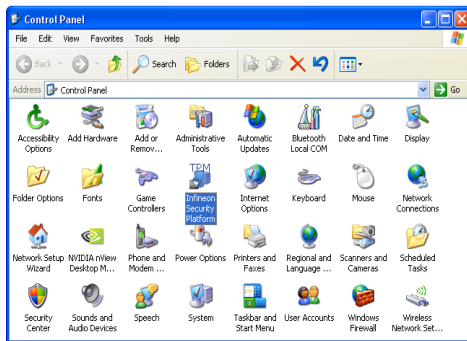 Control Panel
File Edit View Favorites Tools Help
Back Search Folders
Address Control Panel Go
Accessibility Options
Add Hardware
Add or Remov...
Administrative Tools
Automatic Updates
Bluetooth Local COM
Date and Time
Display
Folder Options
Fonts
Game Controllers
TPM
Infineon Security Platform
Internet Options
Keyboard
Mouse
Network Connections
Network Setup Wizard
NVIDIA nView Desktop M...
Phone and Modem ...
Power Options
Printers and Faxes
Regional and Language ...
Scanners and Cameras
Scheduled Tasks
Security Center
Sounds and Audio Devices
Speech
System
Taskbar and Start Menu
User Accounts
Windows Firewall
Wireless Network Set...